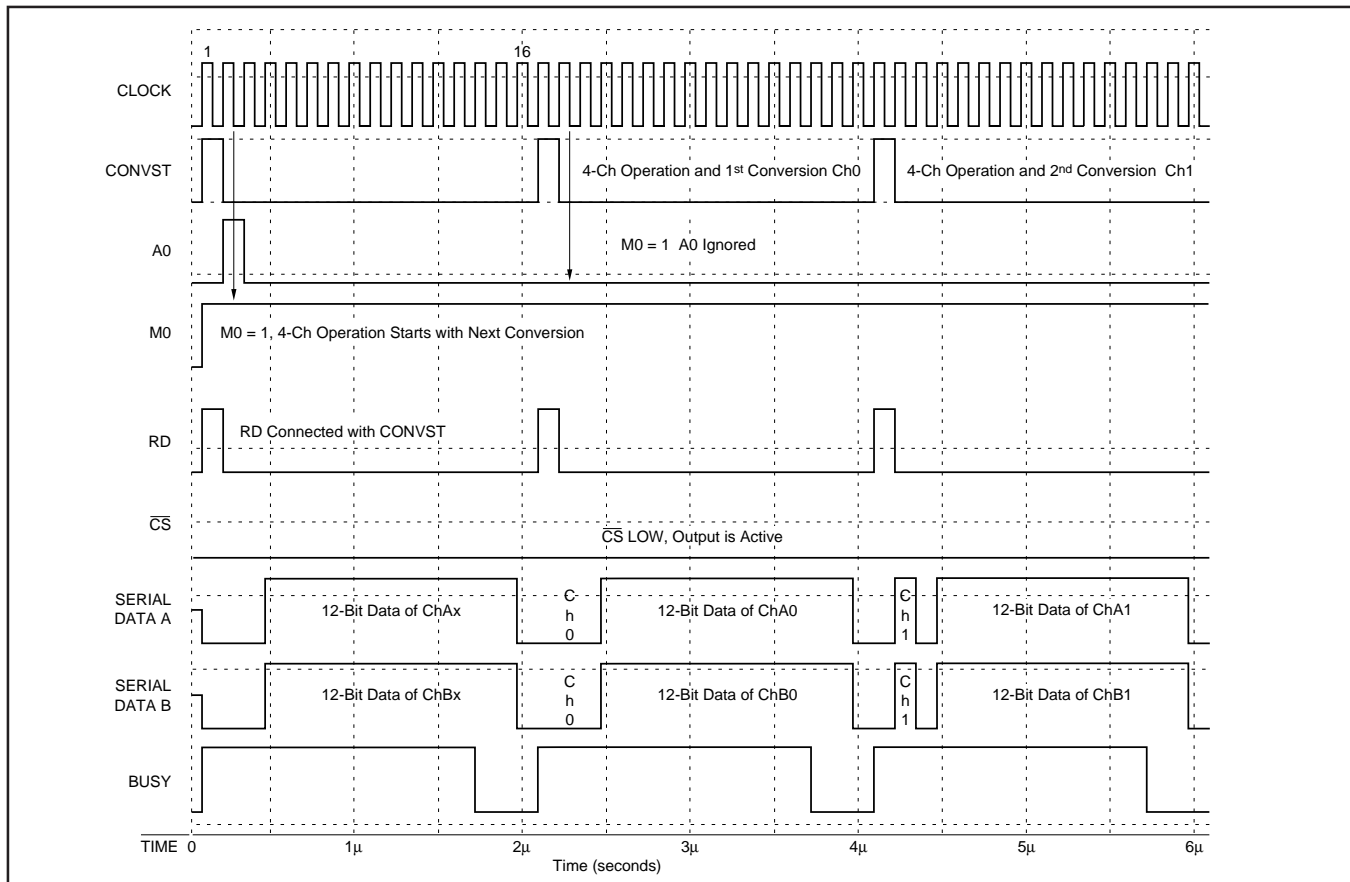 1 16
CLOCK
CONVST
4-Ch Operation and 1st Conversion Ch0
4-Ch Operation and 2nd Conversion Ch1
A0
M0 = 1 A0 Ignored
M0
M0 = 1, 4-Ch Operation Starts with Next Conversion
RD
RD Connected with CONVST
CS
CS LOW, Output is Active
SERIAL
DATA A
12-Bit Data of ChAx
Ch0
12-Bit Data of ChA0
Ch1
12-Bit Data of ChA1
SERIAL
DATA B
12-Bit Data of ChBx
Ch0
12-Bit Data of ChB0
Ch1
12-Bit Data of ChB1
BUSY
TIME 0 1µ 2µ 3µ 4µ 5µ 6µ
Time (seconds)